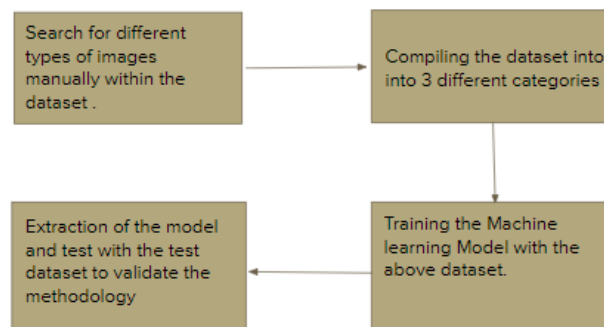 Search for different
types of images
manually within the
dataset .
Compiling the dataset into
into 3 different categories
Training the Machine
learning Model with the
above dataset.
Extraction of the model
and test with the test
dataset to validate the
methodology